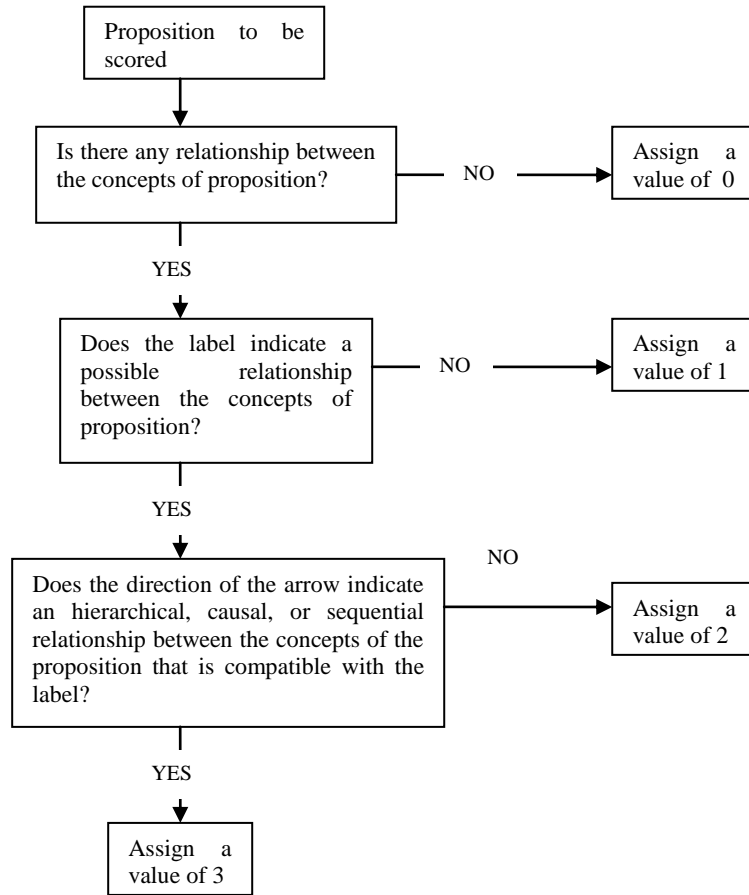 Proposition to be
scored
Is there any relationship between
the concepts of proposition?
NO
Assign a
value of 0
YES
Does the label indicate a
possible relationship
between the concepts of
proposition?
NO
Assign a
value of 1
YES
Does the direction of the arrow indicate
an hierarchical, causal, or sequential
relationship between the concepts of the
proposition that is compatible with the
label?
NO
Assign a
value of 2
YES
Assign a
value of 3